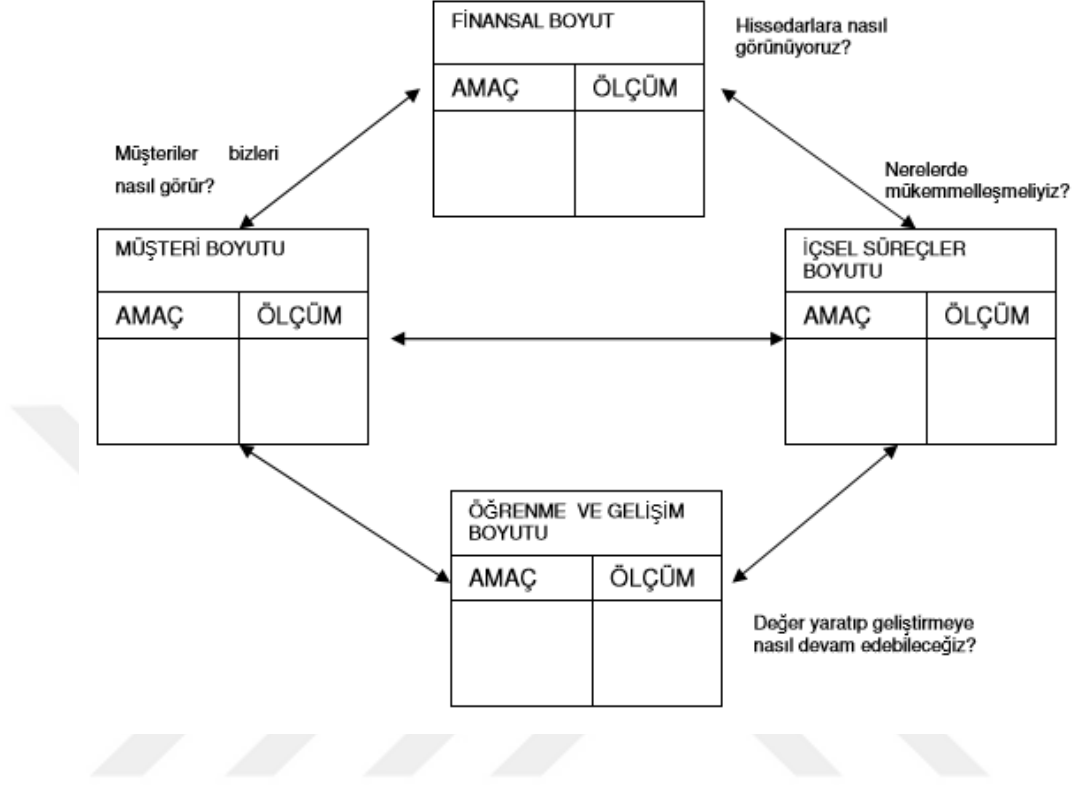 FİNANSAL BOYUT
Hissedarlara nasıl
görünüyoruz?
AMAÇ ÖLÇÜM
Müşteriler bizleri
nasıl görür?
Nerelerde
mükemmelleşmeliyiz?
MÜŞTERİ BOYUTU
AMAÇ ÖLÇÜM
İÇSEL SÜREÇLER
BOYUTU
AMAÇ ÖLÇÜM
ÖĞRENME VE GELİŞİM
BOYUTU
AMAÇ ÖLÇÜM
Değer yaratıp geliştirmeye
nasıl devam edebileceğiz?